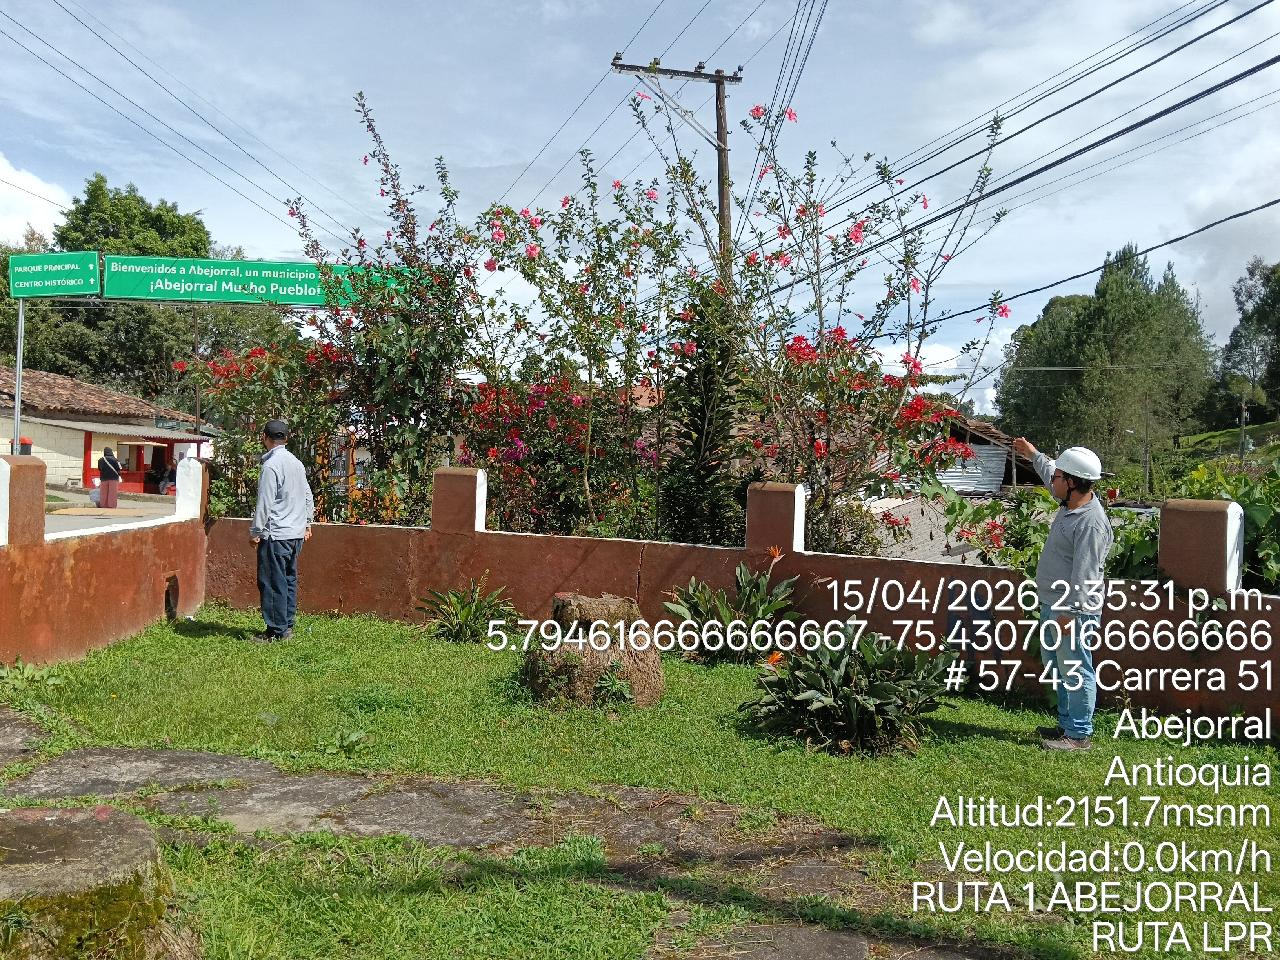 PARQUE PRINCIPAL
CENTRO HISTÓRICO
Bienvenidos a Abejorral, un municipio
¡Abejorral Mucho Pueblo!
15/04/2026 2:35:31 p. m.
5.794616666666667 -75.43070166666666
# 57-43 Carrera 51
Abejorral
Antioquia
Altitud:2151.7msnm
Velocidad:0.0km/h
RUTA 1 ABEJORRAL
RUTA LPR